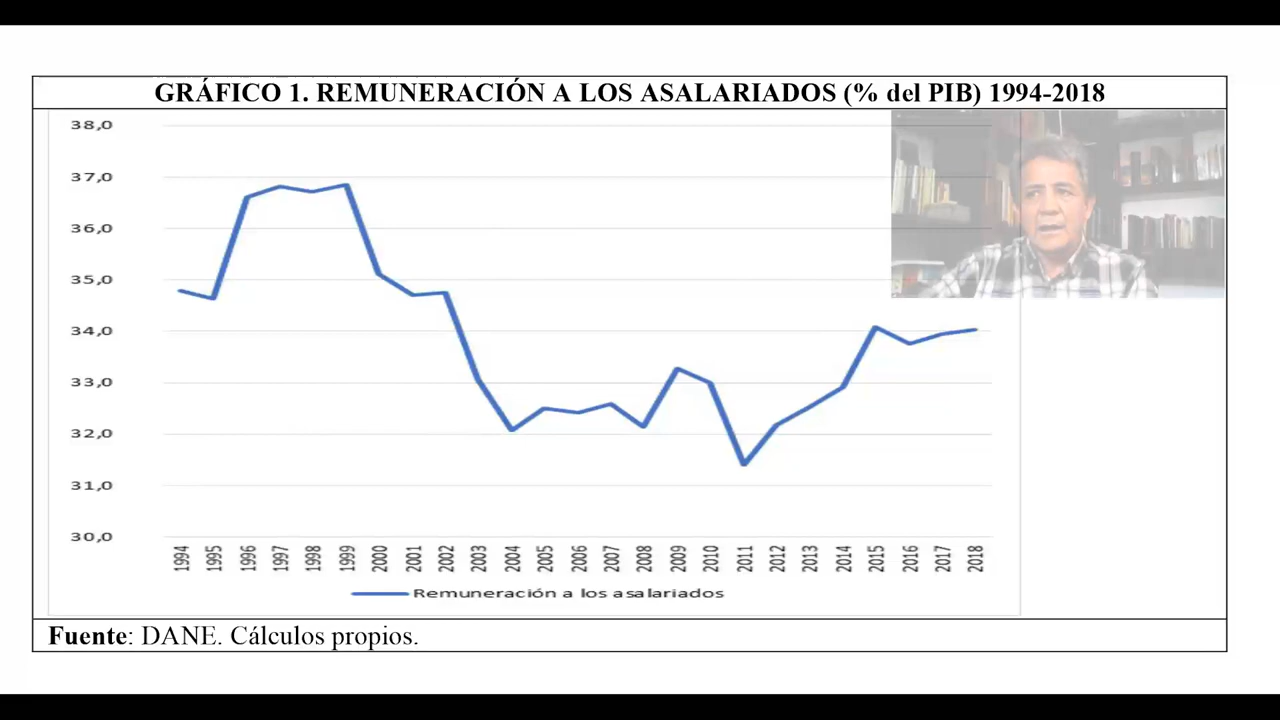 GRÁFICO 1. REMUNERACIÓN A LOS ASALARIADOS (% del PIB) 1994-2018
38,0
37,0
36,0
35,0
34,0
33,0
32,0
31,0
30,0
1994 1995 1996 1997 1998 1999 2000 2001 2002 2003 2004 2005 2006 2007 2008 2009 2010 2011 2012 2013 2014 2015 2016 2017 2018
Remuneración a los asalariados
Fuente: DANE. Cálculos propios.